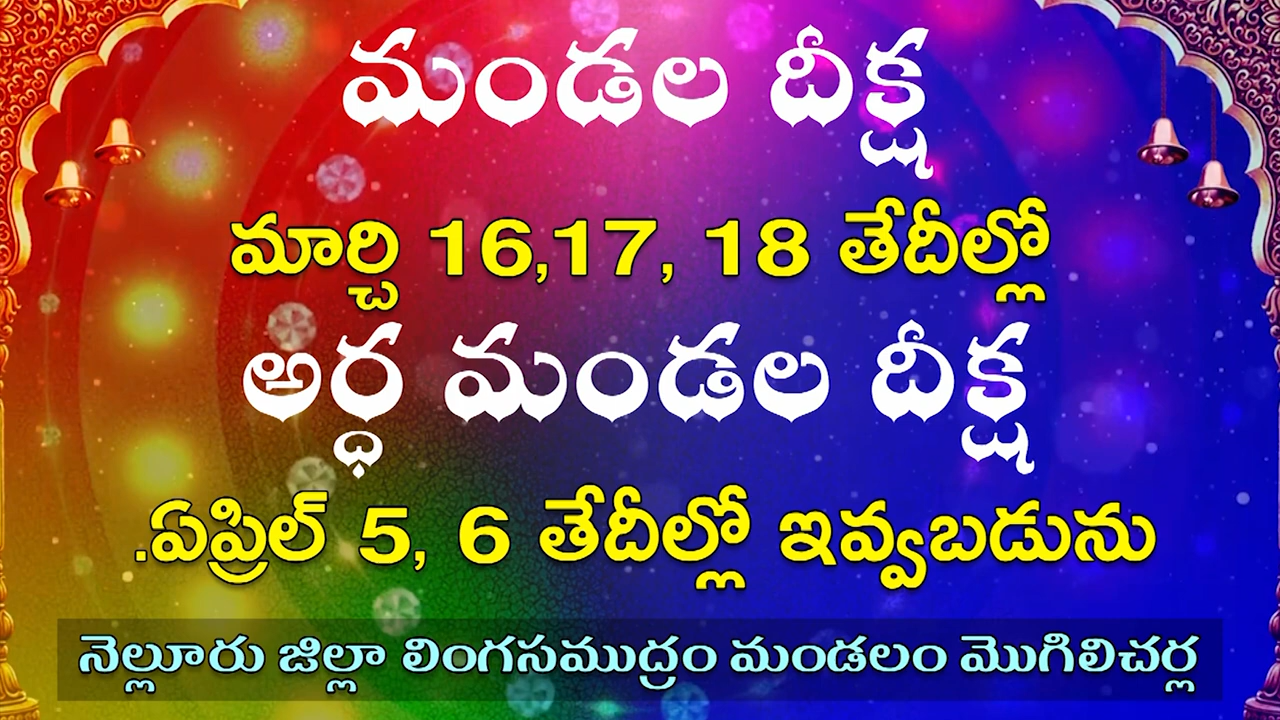 మండల దీక్ష
మార్చి 16,17, 18 తేదీల్లో
అర్ధ మండల దీక్ష
.ఏప్రిల్ 5, 6 తేదీల్లో ఇవ్వబడును
నెల్లూరు జిల్లా లింగసముద్రం మండలం మొగిలిచర్ల